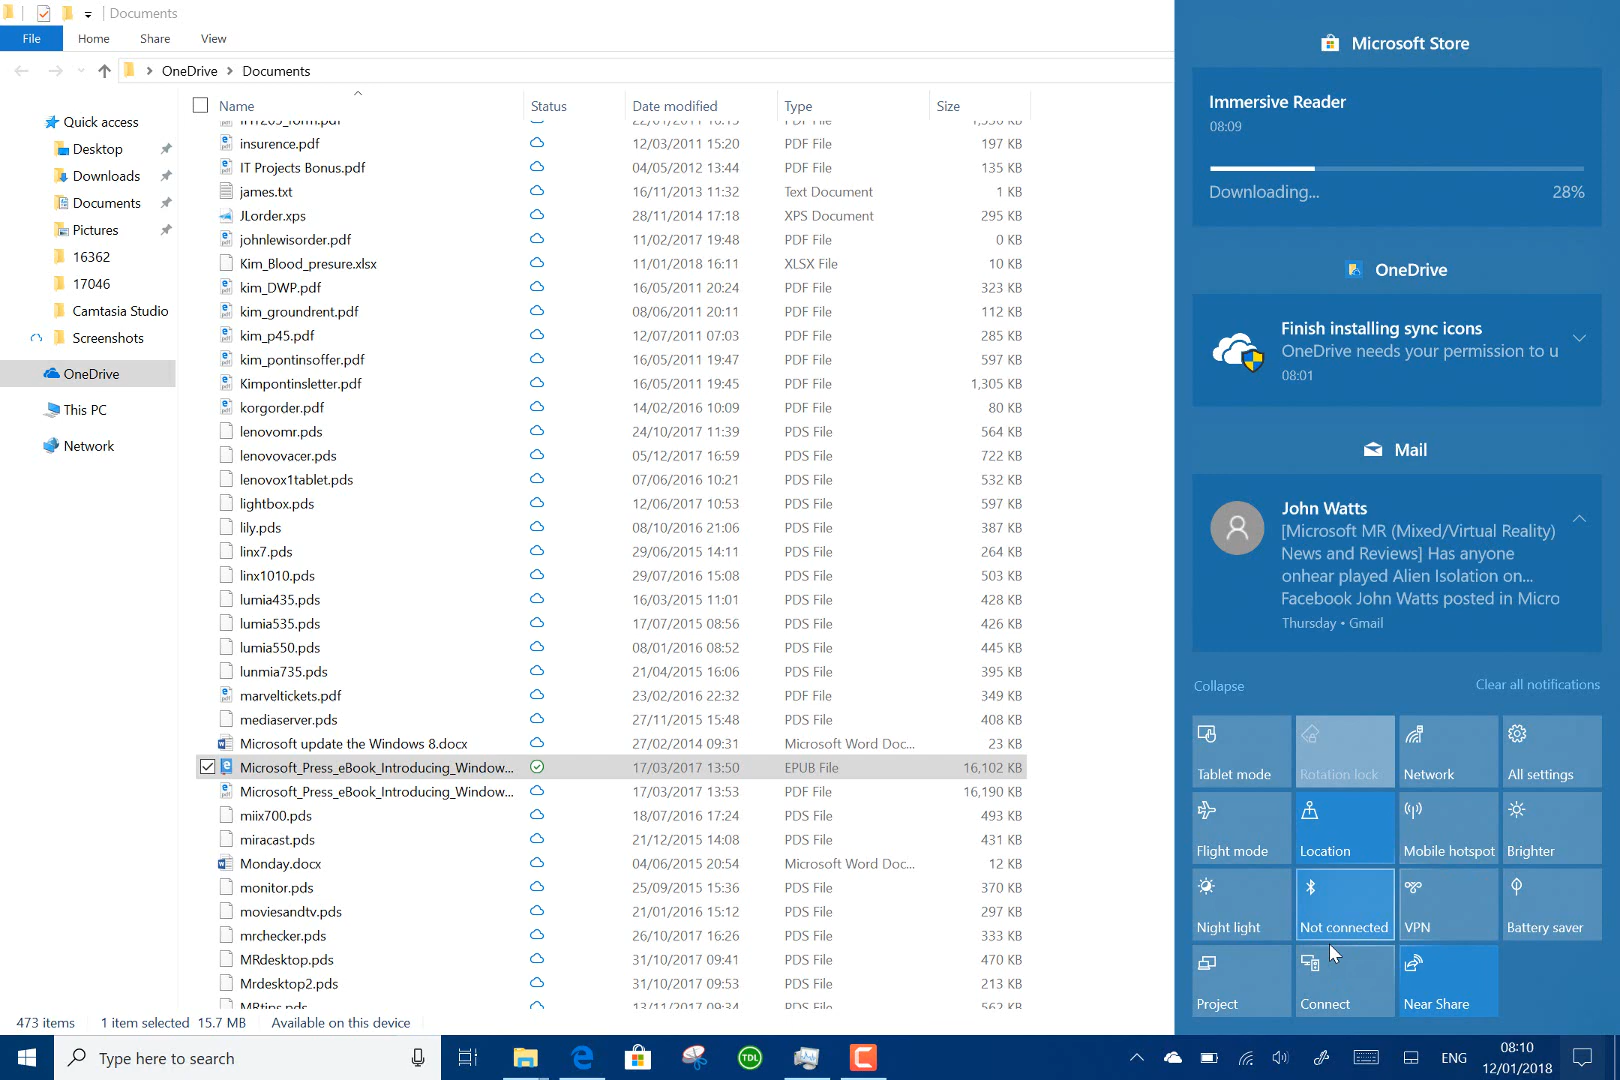 Documents
File
Home
Share
View
OneDrive
Documents
Name
Status
Date modified
Type
Size
Quick access
Desktop
Downloads
Documents
Pictures
16362
17046
Camtasia Studio
Screenshots
OneDrive
This PC
Network
insurence.pdf 12/03/2011 15:20 PDF File 197 KB
IT Projects Bonus.pdf 04/05/2012 13:44 PDF File 135 KB
james.txt 16/11/2013 11:32 Text Document 1 KB
JLorder.xps 28/11/2014 17:18 XPS Document 295 KB
johnlewisorder.pdf 11/02/2017 19:48 PDF File 0 KB
Kim_Blood_presure.xlsx 11/01/2018 16:11 XLSX File 10 KB
kim_DWP.pdf 16/05/2011 20:24 PDF File 323 KB
kim_groundrent.pdf 08/06/2011 20:11 PDF File 112 KB
kim_p45.pdf 12/07/2011 07:03 PDF File 285 KB
kim_pontinsoffer.pdf 16/05/2011 19:47 PDF File 597 KB
Kimpontinsletter.pdf 16/05/2011 19:45 PDF File 1,305 KB
korgorder.pdf 14/02/2016 10:09 PDF File 80 KB
lenovomr.pds 24/10/2017 11:39 PDS File 564 KB
lenovovacer.pds 05/12/2017 16:59 PDS File 722 KB
lenovox1tablet.pds 07/06/2016 10:21 PDS File 532 KB
lightbox.pds 12/06/2017 10:53 PDS File 597 KB
lily.pds 08/10/2016 21:06 PDS File 387 KB
linx7.pds 29/06/2015 14:11 PDS File 264 KB
linx1010.pds 29/07/2016 15:08 PDS File 503 KB
lumia435.pds 16/03/2015 11:01 PDS File 428 KB
lumia535.pds 17/07/2015 08:56 PDS File 426 KB
lumia550.pds 08/01/2016 08:52 PDS File 445 KB
lunmia735.pds 21/04/2015 16:06 PDS File 395 KB
marveltickets.pdf 23/02/2016 22:32 PDF File 349 KB
mediaserver.pds 27/11/2015 15:48 PDS File 408 KB
Microsoft update the Windows 8.docx 27/02/2014 09:31 Microsoft Word Doc... 23 KB
Microsoft_Press_eBook_Introducing_Window... 17/03/2017 13:50 EPUB File 16,102 KB
Microsoft_Press_eBook_Introducing_Window... 17/03/2017 13:53 PDF File 16,190 KB
miix700.pds 18/07/2016 17:24 PDS File 493 KB
miracast.pds 21/12/2015 14:08 PDS File 431 KB
Monday.docx 04/06/2015 20:54 Microsoft Word Doc... 12 KB
monitor.pds 25/09/2015 15:36 PDS File 370 KB
moviesandtv.pds 21/01/2016 15:12 PDS File 297 KB
mrchecker.pds 26/10/2017 16:26 PDS File 333 KB
MRdesktop.pds 31/10/2017 09:41 PDS File 470 KB
Mrdesktop2.pds 31/10/2017 09:53 PDS File 213 KB
MRtips.pds 13/11/2017 09:34 PDS File 562 KB
473 items 1 item selected 15.7 MB Available on this device
Microsoft Store
Immersive Reader
08:09
Downloading... 28%
OneDrive
Finish installing sync icons
OneDrive needs your permission to u
08:01
Mail
John Watts
[Microsoft MR (Mixed/Virtual Reality)
News and Reviews] Has anyone
onhear played Alien Isolation on...
Facebook John Watts posted in Micro
Thursday • Gmail
Collapse
Clear all notifications
Tablet mode
Rotation lock
Network
All settings
Flight mode
Location
Mobile hotspot
Brighter
Night light
Not connected
VPN
Battery saver
Project
Connect
Near Share
Type here to search
TDL
ENG
08:10
12/01/2018